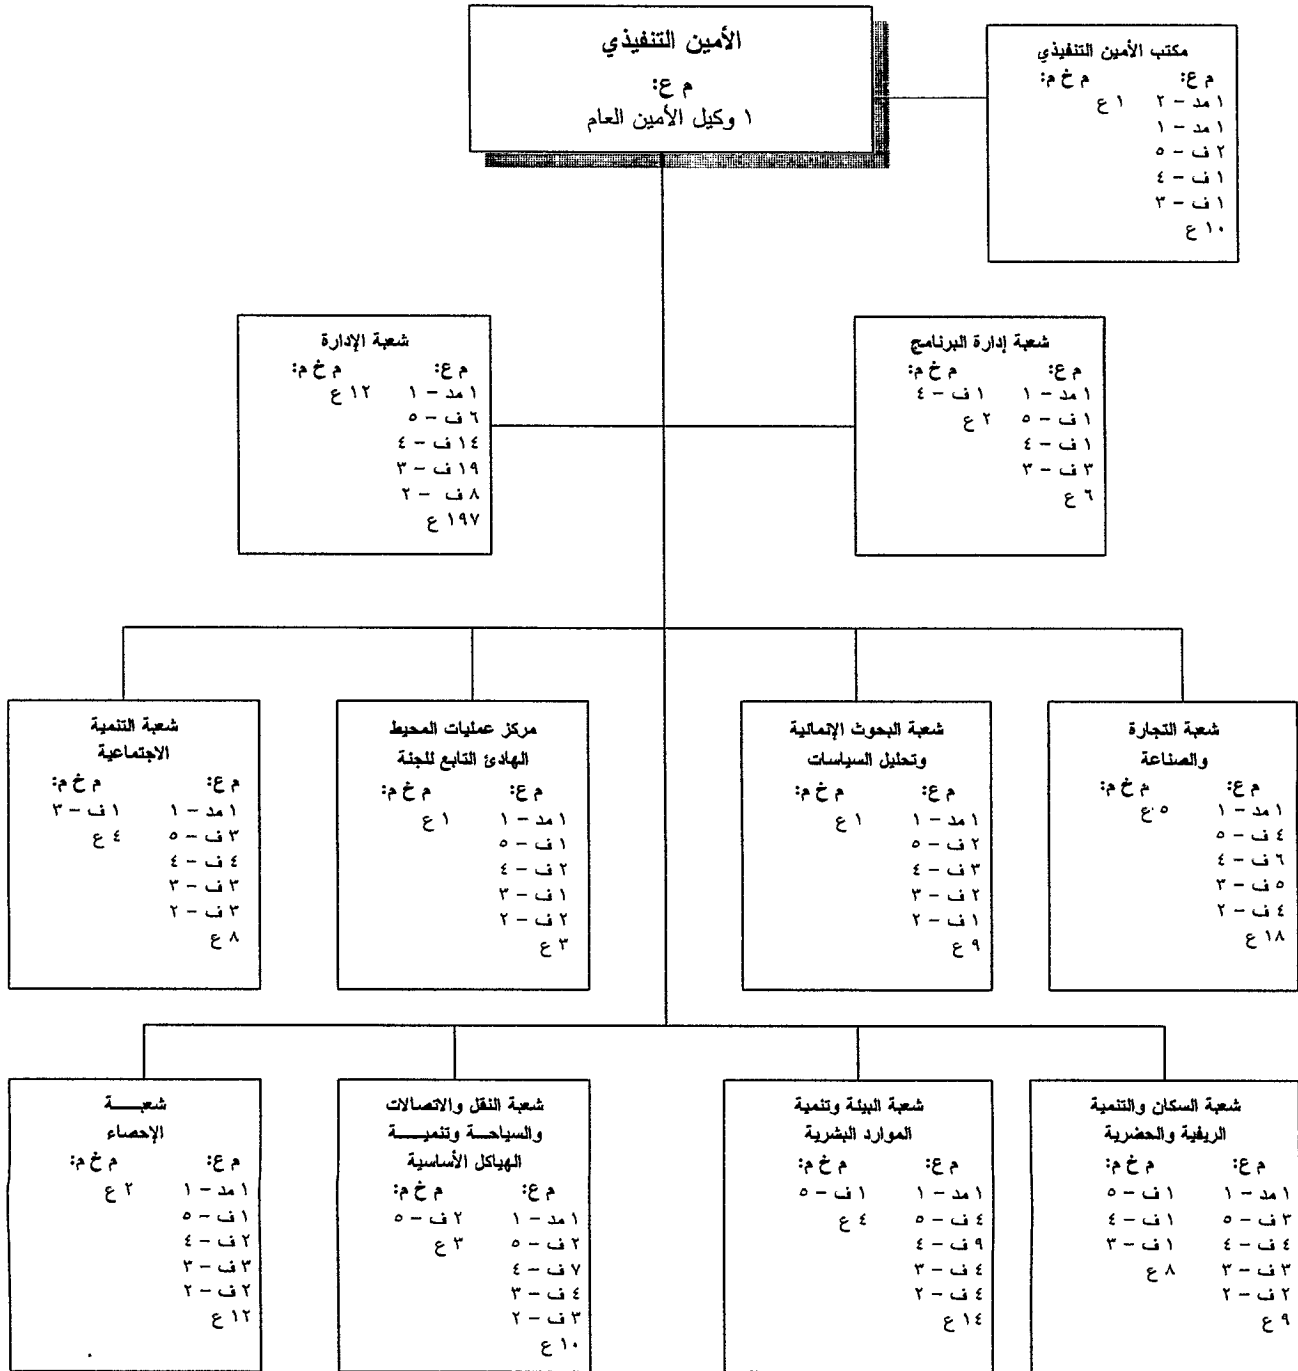 الأمين التنفيذي
م ع:
١ وكيل الأمين العام
مكتب الأمين التنفيذي
م ع: م خ م:
١ مد – ٢ ١ ع
١ مد – ١
٢ ف – ٥
١ ف – ٤
١ ف – ٣
١٠ ع
شعبة إدارة البرنامج
م ع: م خ م:
١ مد – ١ ١ ف – ٤
١ ف – ٥ ٢ ع
١ ف – ٤
٣ ف – ٣
٦ ع
شعبة الإدارة
م ع: م خ م:
١ مد – ١ ١٢ ع
٦ ف – ٥
١٤ ف – ٤
١٩ ف – ٣
٨ ف – ٢
١٩٧ ع
شعبة التجارة
والصناعة
م ع: م خ م:
١ مد – ١ ٥ ع
٤ ف – ٥
٦ ف – ٤
٥ ف – ٣
٤ ف – ٢
١٨ ع
شعبة البحوث الإنمائية
وتحليل السياسات
م ع: م خ م:
١ مد – ١ ١ ع
٢ ف – ٥
٣ ف – ٤
٢ ف – ٣
١ ف – ٢
٩ ع
مركز عمليات المحيط
الهادئ التابع للجنة
م ع: م خ م:
١ مد – ١ ١ ع
١ ف – ٥
٢ ف – ٤
١ ف – ٣
٢ ف – ٢
٣ ع
شعبة التنمية
الاجتماعية
م ع: م خ م:
١ مد – ١ ١ ف – ٣
٣ ف – ٥ ٤ ع
٤ ف – ٤
٣ ف – ٣
٣ ف – ٢
٨ ع
شعبة السكان والتنمية
الريفية والحضرية
م ع: م خ م:
١ مد – ١ ١ ف – ٥
٣ ف – ٥ ١ ف – ٤
٤ ف – ٤ ١ ف – ٣
٣ ف – ٣ ٨ ع
٢ ف – ٢
٩ ع
شعبة البيئة وتنمية
الموارد البشرية
م ع: م خ م:
١ مد – ١ ١ ف – ٥
٤ ف – ٥ ٤ ع
٩ ف – ٤
٤ ف – ٣
٤ ف – ٢
١٤ ع
شعبة النقل والاتصالات
والسياحـــة وتنميـــــة
الهياكل الأساسية
م ع: م خ م:
١ مد – ١ ٢ ف – ٥
٢ ف – ٥ ٣ ع
٧ ف – ٤
٤ ف – ٣
٣ ف – ٢
١٠ ع
شعبـــــة
الإحصاء
م ع: م خ م:
١ مد – ١ ٢ ع
١ ف – ٥
٢ ف – ٤
٣ ف – ٣
٢ ف – ٢
١٢ ع